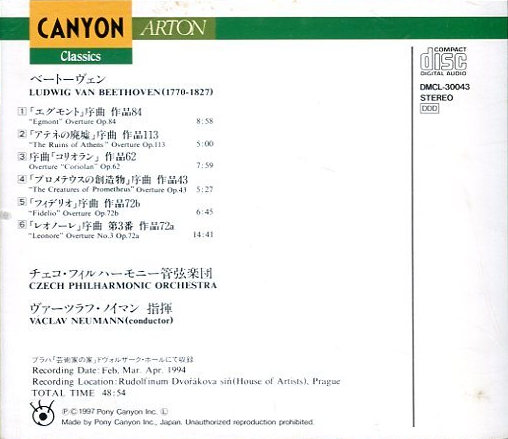 CANYON ARTON
Classics
COMPACT
disc
DIGITAL AUDIO
DMCL-30043
STEREO
DDD
ベートーヴェン
LUDWIG VAN BEETHOVEN(1770-1827)
1 「エグモント」序曲 作品84
"Egmont" Overture Op.84 8:58
2 「アテネの廃墟」序曲 作品113
"The Ruins of Athens" Overture Op.113 5:00
3 序曲「コリオラン」作品62
Overture "Coriolan" Op.62 7:59
4 「プロメテウスの創造物」序曲 作品43
"The Creatures of Prometheus" Overture Op.43 5:27
5 「フィデリオ」序曲 作品72b
"Fidelio" Overture Op.72b 6:45
6 「レオノーレ」序曲 第3番 作品72a
"Leonore" Overture No.3 Op.72a 14:41
チェコ・フィルハーモニー管弦楽団
CZECH PHILHARMONIC ORCHESTRA
ヴァーツラフ・ノイマン 指揮
VÁCLAV NEUMANN(conductor)
プラハ「芸術家の家」ドヴォルザーク・ホールにて収録
Recording Date: Feb, Mar. Apr. 1994
Recording Location: Rudolfinum Dvořákova síň(House of Artists), Prague
TOTAL TIME 48:54
Ⓟ©1997 Pony Canyon Inc. Ⓛ
Made by Pony Canyon Inc., Japan. Unauthorized reproduction prohibited.